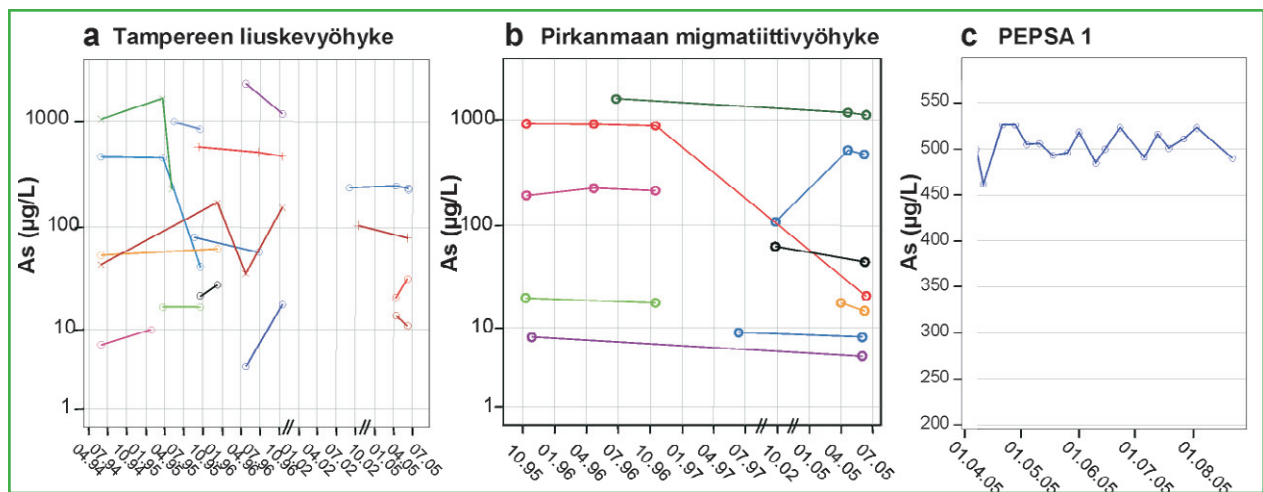 a Tampereen liuskevyöhyke
As (µg/L)
1000
100
10
1
04.94 07.94 10.94 01.95 04.95 07.95 10.95 01.96 04.96 07.96 10.96 02.02 04.02 07.02 10.02 01.05 04.05 07.05
b Pirkanmaan migmatiittivyöhyke
As (µg/L)
1000
100
10
1
10.95 01.96 04.96 07.96 10.96 01.97 04.97 07.97 10.02 01.05 04.05 07.05
c PEPSA 1
As (µg/L)
550
500
450
400
350
300
250
200
01.04.05 01.05.05 01.06.05 01.07.05 01.08.05